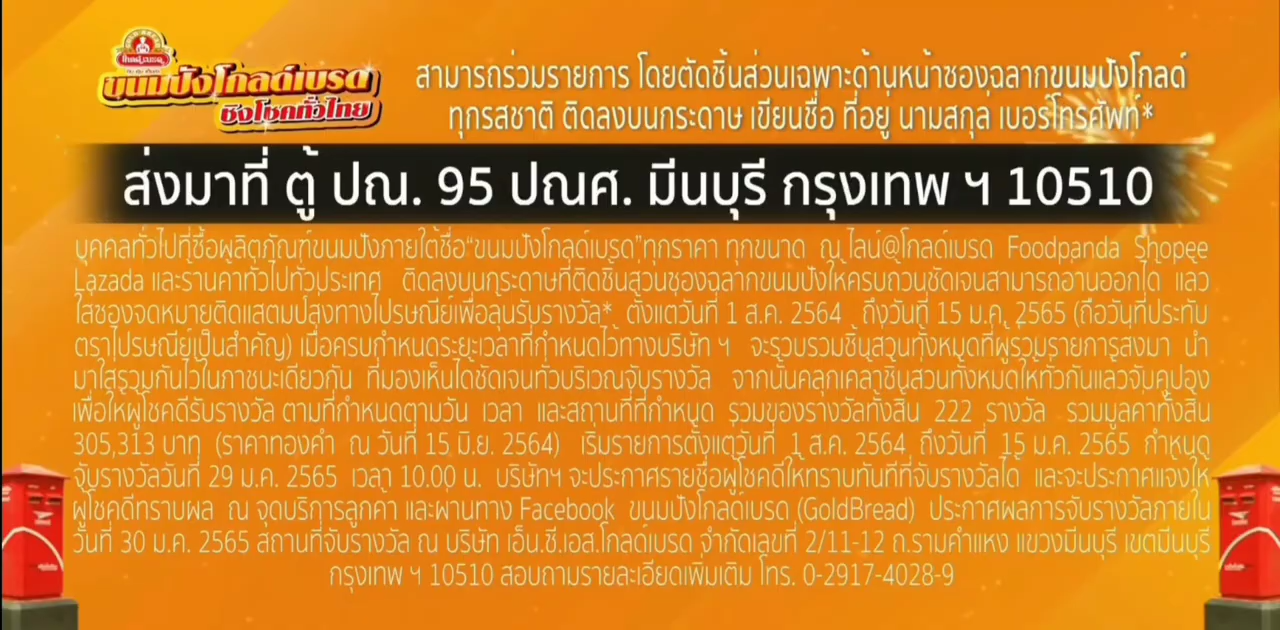 โกลด์เบรด
ขนมปังโกลด์เบรด
ชิงโชคทั่วไทย
สามารถร่วมรายการ โดยตัดชิ้นส่วนเฉพาะด้านหน้าซองฉลากขนมปังโกลด์
ทุกรสชาติ ติดลงบนกระดาษ เขียนชื่อ ที่อยู่ นามสกุล เบอร์โทรศัพท์*
ส่งมาที่ ตู้ ปณ. 95 ปณศ. มีนบุรี กรุงเทพ ฯ 10510
บุคคลทั่วไปที่ซื้อผลิตภัณฑ์ขนมปังภายใต้ชื่อ“ขนมปังโกลด์เบรด”ทุกราคา ทุกขนาด ณ ไลน์@โกลด์เบรด Foodpanda Shopee
Lazada และร้านค้าทั่วไปทั่วประเทศ ติดลงบนกระดาษที่ติดชิ้นส่วนซองฉลากขนมปังให้ครบถ้วนชัดเจนสามารถอ่านออกได้ แล้ว
ใส่ซองจดหมายติดแสตมป์ส่งทางไปรษณีย์เพื่อลุ้นรับรางวัล* ตั้งแต่วันที่ 1 ส.ค. 2564 ถึงวันที่ 15 ม.ค. 2565 (ถือวันที่ประทับ
ตราไปรษณีย์เป็นสำคัญ) เมื่อครบกำหนดระยะเวลาที่กำหนดไว้ทางบริษัท ฯ จะรวบรวมชิ้นส่วนทั้งหมดที่ผู้ร่วมรายการส่งมา นำ
มาใส่รวมกันไว้ในภาชนะเดียวกัน ที่มองเห็นได้ชัดเจนทั่วบริเวณจับรางวัล จากนั้นคลุกเคล้าชิ้นส่วนทั้งหมดให้ทั่วกันแล้วจับคูปอง
เพื่อให้ผู้โชคดีรับรางวัล ตามที่กำหนดตามวัน เวลา และสถานที่ที่กำหนด รวมของรางวัลทั้งสิ้น 222 รางวัล รวมมูลค่าทั้งสิ้น
305,313 บาท (ราคาทองคำ ณ วันที่ 15 มิ.ย. 2564) เริ่มรายการตั้งแต่วันที่ 1 ส.ค. 2564 ถึงวันที่ 15 ม.ค. 2565 กำหนด
จับรางวัลวันที่ 29 ม.ค. 2565 เวลา 10.00 น. บริษัทฯ จะประกาศรายชื่อผู้โชคดีให้ทราบทันทีที่จับรางวัลได้ และจะประกาศแจ้งให้
ผู้โชคดีทราบผล ณ จุดบริการลูกค้า และผ่านทาง Facebook ขนมปังโกลด์เบรด (GoldBread) ประกาศผลการจับรางวัลภายใน
วันที่ 30 ม.ค. 2565 สถานที่จับรางวัล ณ บริษัท เอ็น.ซี.เอส.โกลด์เบรด จำกัดเลขที่ 2/11-12 ถ.รามคำแหง แขวงมีนบุรี เขตมีนบุรี
กรุงเทพ ฯ 10510 สอบถามรายละเอียดเพิ่มเติม โทร. 0-2917-4028-9